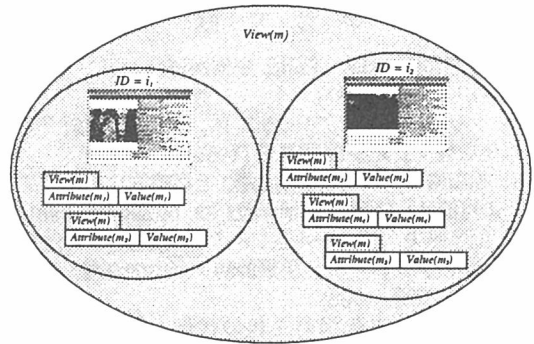 View(m)
ID = i₁
ID = i₂
View(m)
Attribute(m₁) Value(m₁)
View(m)
Attribute(m₂) Value(m₂)
View(m)
Attribute(m₃) Value(m₃)
View(m)
Attribute(m₄) Value(m₄)
View(m)
Attribute(m₅) Value(m₅)